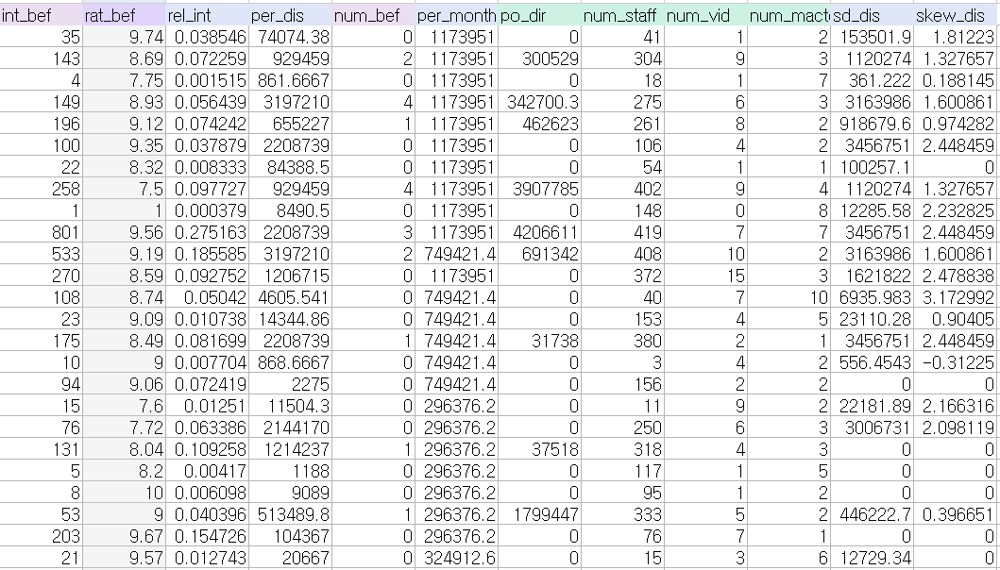 int_bef rat_bef rel_int per_dis num_bef per_month po_dir num_staff num_vid num_mact sd_dis skew_dis
35 9.74 0.038546 74074.38 0 1173951 0 41 1 2 153501.9 1.81223
143 8.69 0.072259 929459 2 1173951 300529 304 9 3 1120274 1.327657
4 7.75 0.001515 861.6667 0 1173951 0 18 1 7 361.222 0.188145
149 8.93 0.056439 3197210 4 1173951 342700.3 275 6 3 3163986 1.600861
196 9.12 0.074242 655227 1 1173951 462623 261 8 2 918679.6 0.974282
100 9.35 0.037879 2208739 0 1173951 0 106 4 2 3456751 2.448459
22 8.32 0.008333 84388.5 0 1173951 0 54 1 1 100257.1 0
258 7.5 0.097727 929459 4 1173951 3907785 402 9 4 1120274 1.327657
1 1 0.000379 8490.5 0 1173951 0 148 0 8 12285.58 2.232825
801 9.56 0.275163 2208739 3 1173951 4206611 419 7 7 3456751 2.448459
533 9.19 0.185585 3197210 2 749421.4 691342 408 10 2 3163986 1.600861
270 8.59 0.092752 1206715 0 1173951 0 372 15 3 1621822 2.478838
108 8.74 0.05042 4605.541 0 749421.4 0 40 7 10 6935.983 3.172992
23 9.09 0.010738 14344.86 0 749421.4 0 153 4 5 23110.28 0.90405
175 8.49 0.081699 2208739 1 749421.4 31738 380 2 1 3456751 2.448459
10 9 0.007704 868.6667 0 749421.4 0 3 4 2 556.4543 -0.31225
94 9.06 0.072419 2275 0 749421.4 0 156 2 2 0 0
15 7.6 0.01251 11504.3 0 296376.2 0 11 9 2 22181.89 2.166316
76 7.72 0.063386 2144170 0 296376.2 0 250 6 3 3006731 2.098119
131 8.04 0.109258 1214237 1 296376.2 37518 318 4 3 0 0
5 8.2 0.00417 1188 0 296376.2 0 117 1 5 0 0
8 10 0.006098 9089 0 296376.2 0 95 1 2 0 0
53 9 0.040396 513489.8 1 296376.2 1799447 333 5 2 446222.7 0.396651
203 9.67 0.154726 104367 0 296376.2 0 76 7 1 0 0
21 9.57 0.012743 20667 0 324912.6 0 15 3 6 12729.34 0